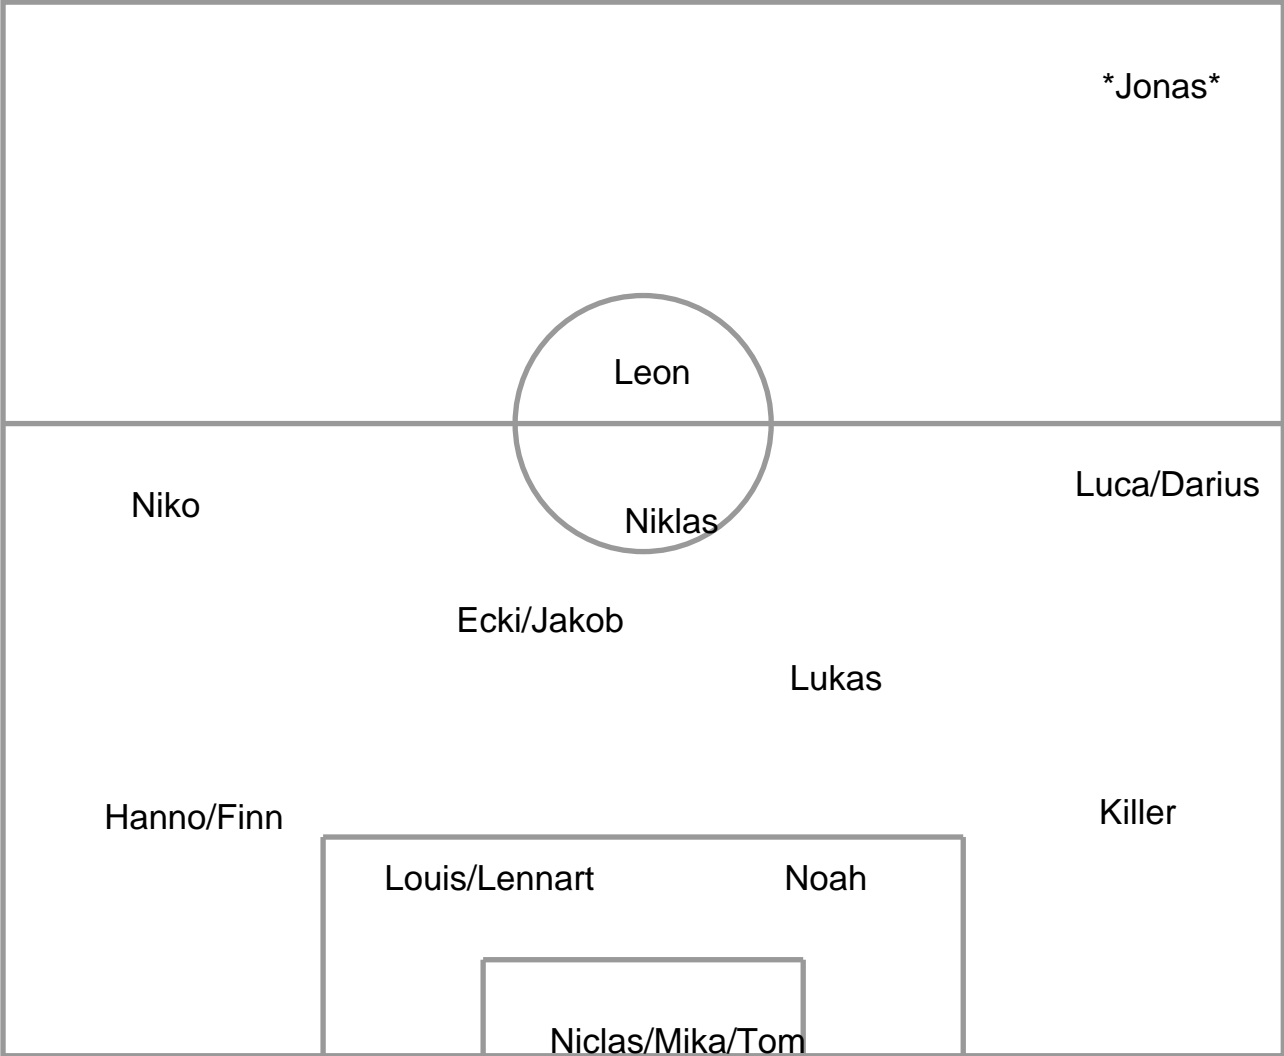 *Jonas*
Leon
Luca/Darius
Niko
Niklas
Ecki/Jakob
Lukas
Killer
Hanno/Finn
Louis/Lennart
Noah
Niclas/Mika/Tom